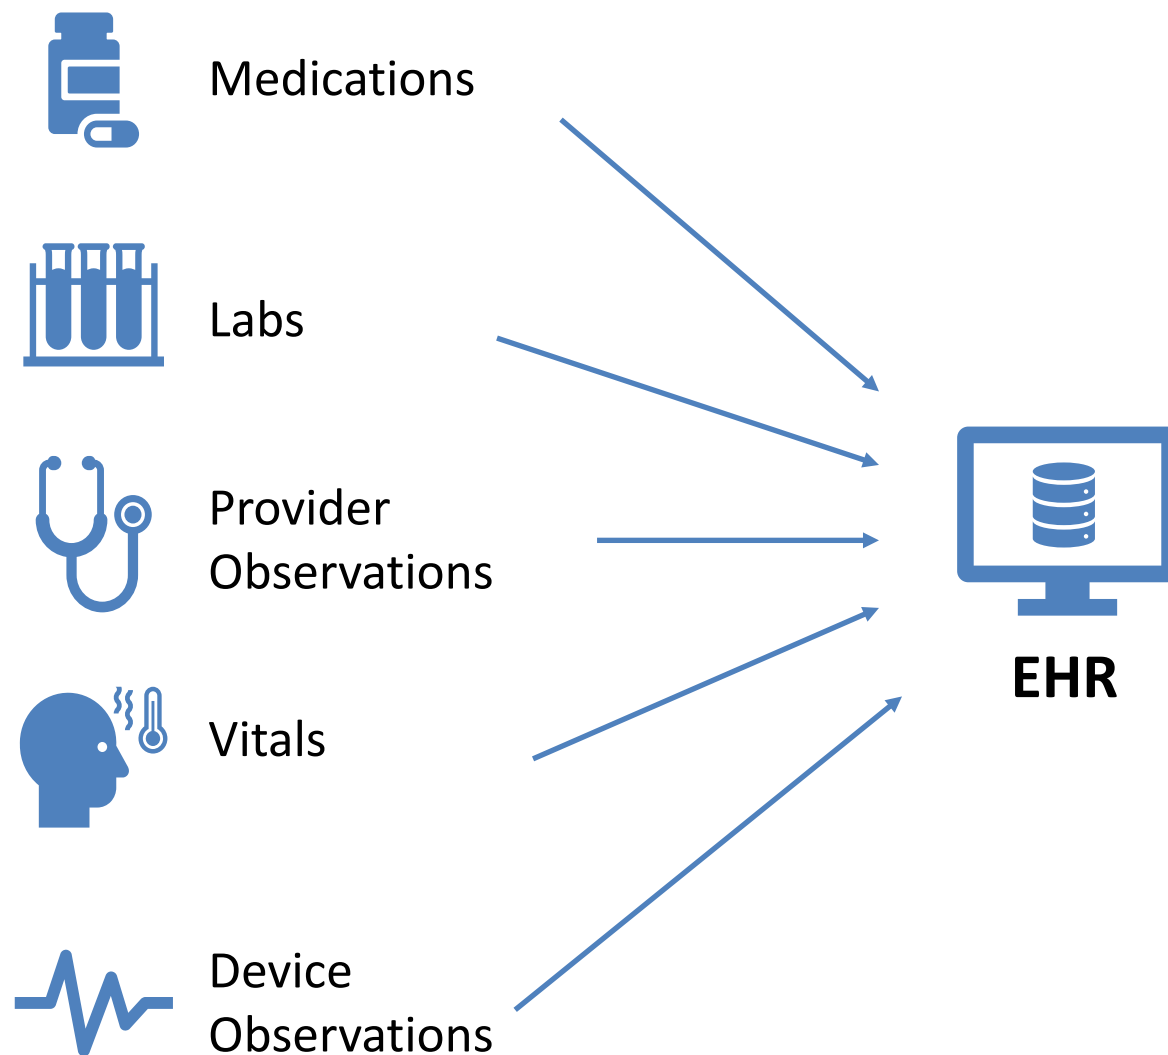 Medications
Labs
Provider
Observations
EHR
Vitals
Device
Observations